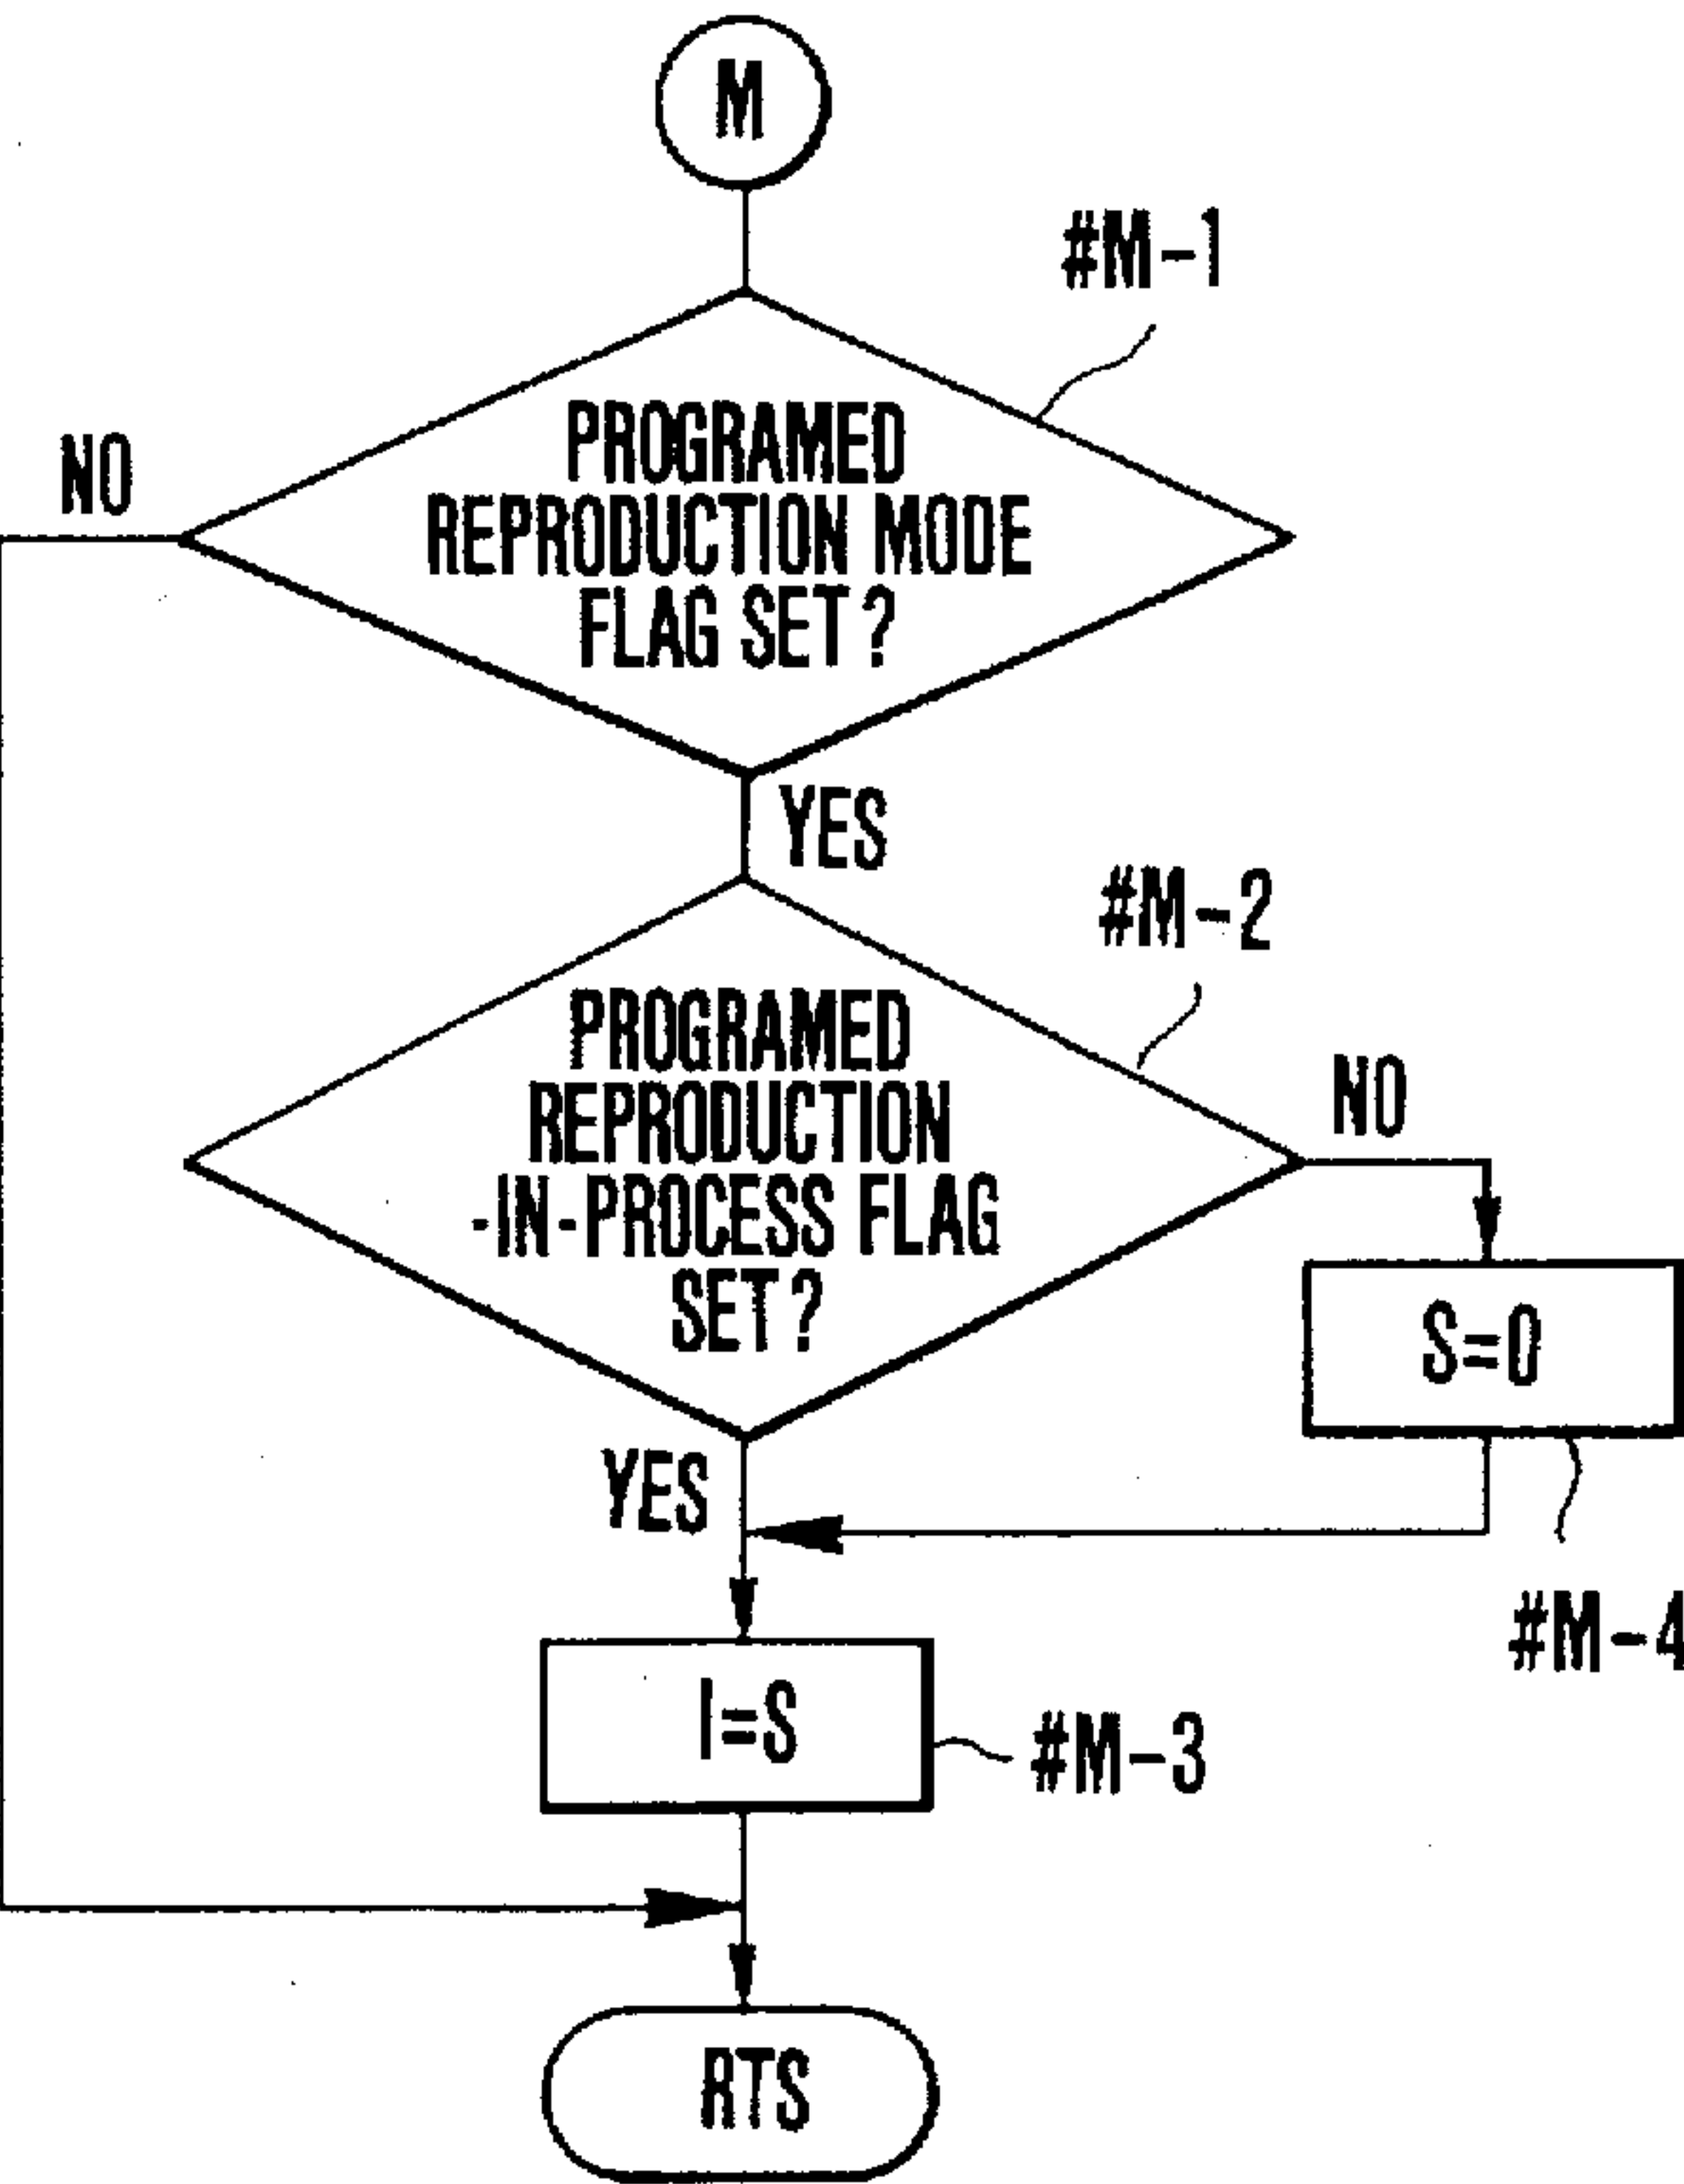 M
#M-1
PROGRAMED
REPRODUCTION MODE
FLAG SET?
NO
YES
#M-2
PROGRAMED
REPRODUCTION
-IN-PROCESS FLAG
SET?
NO
S=0
YES
#M-4
I=S
#M-3
RTS